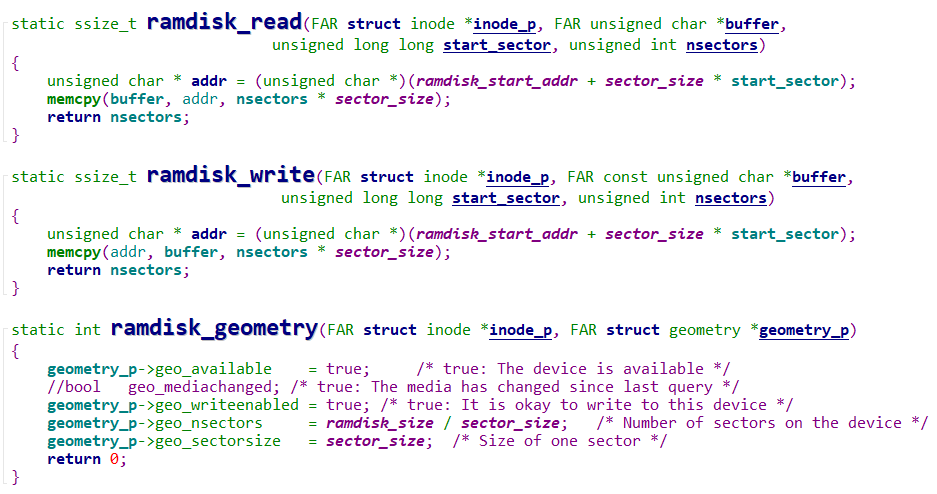 static ssize_t ramdisk_read(FAR struct inode *inode_p, FAR unsigned char *buffer,
                             unsigned long long start_sector, unsigned int nsectors)
{
    unsigned char * addr = (unsigned char *)(ramdisk_start_addr + sector_size * start_sector);
    memcpy(buffer, addr, nsectors * sector_size);
    return nsectors;
}
static ssize_t ramdisk_write(FAR struct inode *inode_p, FAR const unsigned char *buffer,
                              unsigned long long start_sector, unsigned int nsectors)
{
    unsigned char * addr = (unsigned char *)(ramdisk_start_addr + sector_size * start_sector);
    memcpy(addr, buffer, nsectors * sector_size);
    return nsectors;
}
static int ramdisk_geometry(FAR struct inode *inode_p, FAR struct geometry *geometry_p)
{
    geometry_p->geo_available    = true;     /* true: The device is available */
    //bool   geo_mediachanged; /* true: The media has changed since last query */
    geometry_p->geo_writeenabled = true; /* true: It is okay to write to this device */
    geometry_p->geo_nsectors     = ramdisk_size / sector_size;   /* Number of sectors on the device */
    geometry_p->geo_sectorsize   = sector_size;  /* Size of one sector */
    return 0;
}